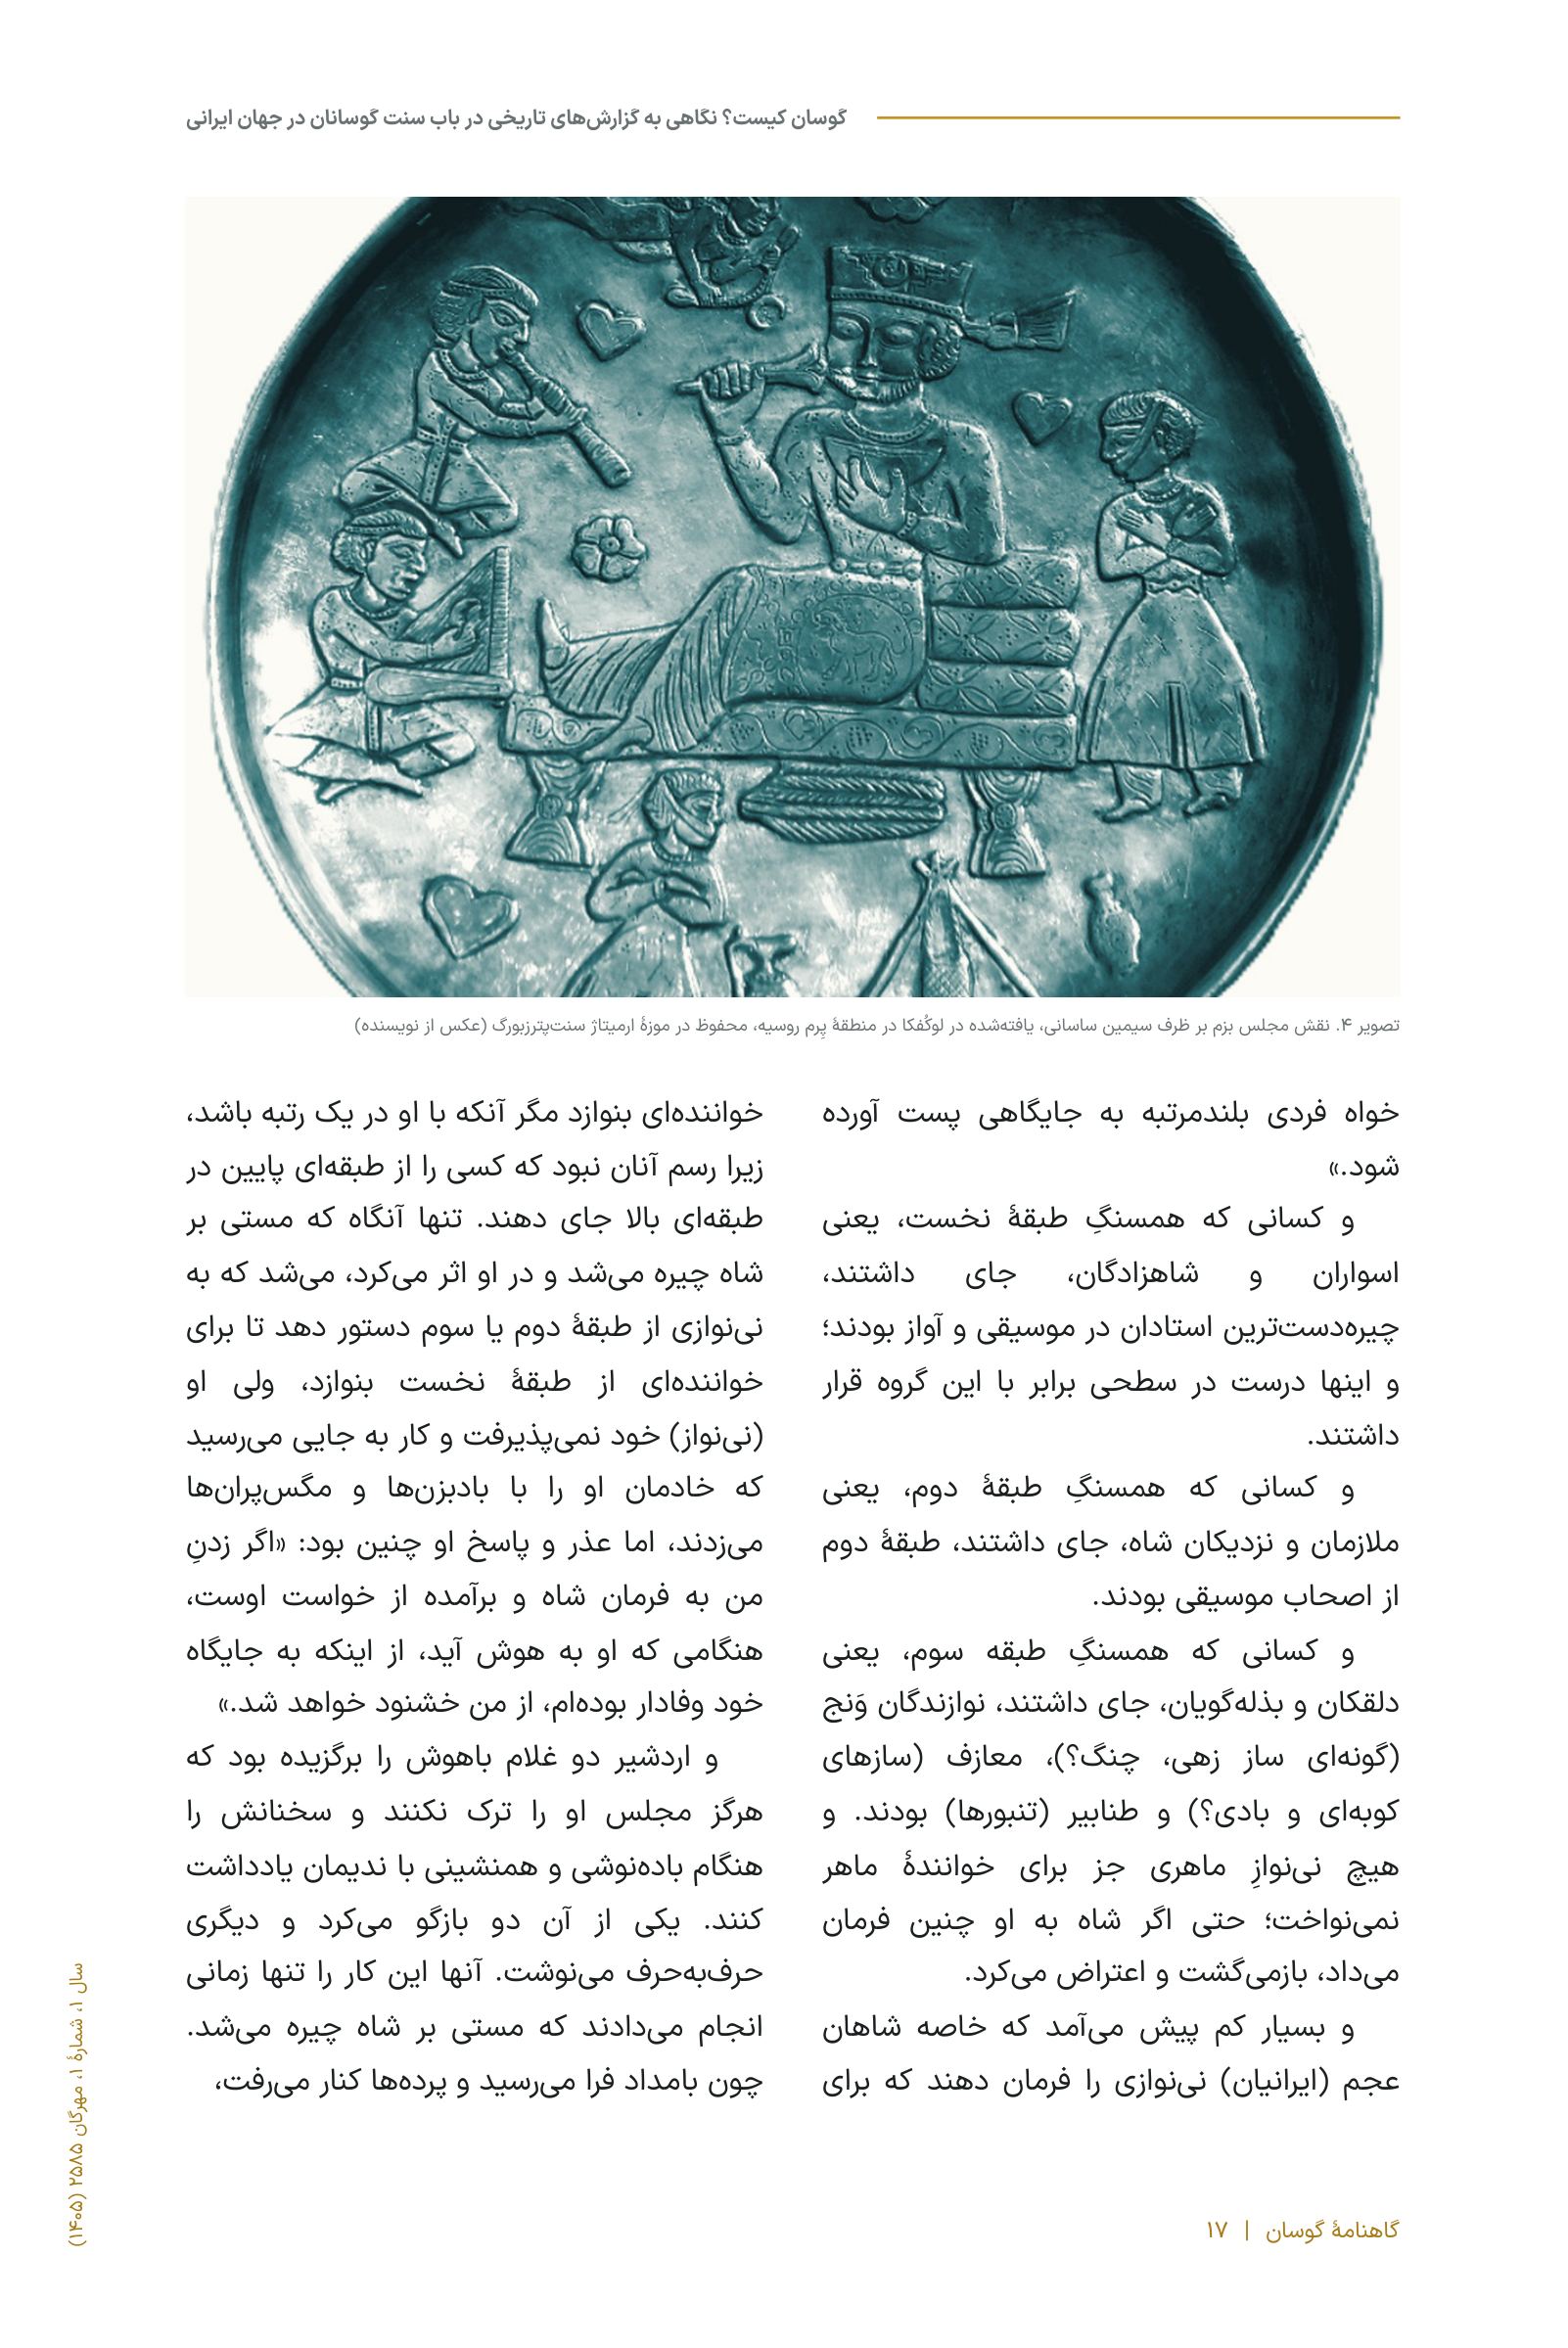 گوسان کیست؟ نگاهی به گزارش‌های تاریخی در باب سنت گوسانان در جهان ایرانی
تصویر ۴. نقش مجلس بزم بر ظرف سیمین ساسانی، یافته‌شده در لوکُفکا در منطقهٔ پِرم روسیه، محفوظ در موزهٔ ارمیتاژ سنت‌پترزبورگ (عکس از نویسنده)
خواه فردی بلندمرتبه به جایگاهی پست آورده
شود.»
و کسانی که همسنگِ طبقهٔ نخست، یعنی
اسواران و شاهزادگان، جای داشتند،
چیره‌دست‌ترین استادان در موسیقی و آواز بودند؛
و اینها درست در سطحی برابر با این گروه قرار
داشتند.
و کسانی که همسنگِ طبقهٔ دوم، یعنی
ملازمان و نزدیکان شاه، جای داشتند، طبقهٔ دوم
از اصحاب موسیقی بودند.
و کسانی که همسنگِ طبقه سوم، یعنی
دلقکان و بذله‌گویان، جای داشتند، نوازندگان وَنج
(گونه‌ای ساز زهی، چنگ؟)، معازف (سازهای
کوبه‌ای و بادی؟) و طنابیر (تنبورها) بودند. و
هیچ نی‌نوازِ ماهری جز برای خوانندهٔ ماهر
نمی‌نواخت؛ حتی اگر شاه به او چنین فرمان
می‌داد، بازمی‌گشت و اعتراض می‌کرد.
و بسیار کم پیش می‌آمد که خاصه شاهان
عجم (ایرانیان) نی‌نوازی را فرمان دهند که برای
خواننده‌ای بنوازد مگر آنکه با او در یک رتبه باشد،
زیرا رسم آنان نبود که کسی را از طبقه‌ای پایین در
طبقه‌ای بالا جای دهند. تنها آنگاه که مستی بر
شاه چیره می‌شد و در او اثر می‌کرد، می‌شد که به
نی‌نوازی از طبقهٔ دوم یا سوم دستور دهد تا برای
خواننده‌ای از طبقهٔ نخست بنوازد، ولی او
(نی‌نواز) خود نمی‌پذیرفت و کار به جایی می‌رسید
که خادمان او را با بادبزن‌ها و مگس‌پران‌ها
می‌زدند، اما عذر و پاسخ او چنین بود: «اگر زدنِ
من به فرمان شاه و برآمده از خواست اوست،
هنگامی که او به هوش آید، از اینکه به جایگاه
خود وفادار بوده‌ام، از من خشنود خواهد شد.»
و اردشیر دو غلام باهوش را برگزیده بود که
هرگز مجلس او را ترک نکنند و سخنانش را
هنگام باده‌نوشی و همنشینی با ندیمان یادداشت
کنند. یکی از آن دو بازگو می‌کرد و دیگری
حرف‌به‌حرف می‌نوشت. آنها این کار را تنها زمانی
انجام می‌دادند که مستی بر شاه چیره می‌شد.
چون بامداد فرا می‌رسید و پرده‌ها کنار می‌رفت،
سال ۱، شمارهٔ ۱، مهرگان ۲۵۸۵ (۱۴۰۵)
گاهنامهٔ گوسان | ۱۷